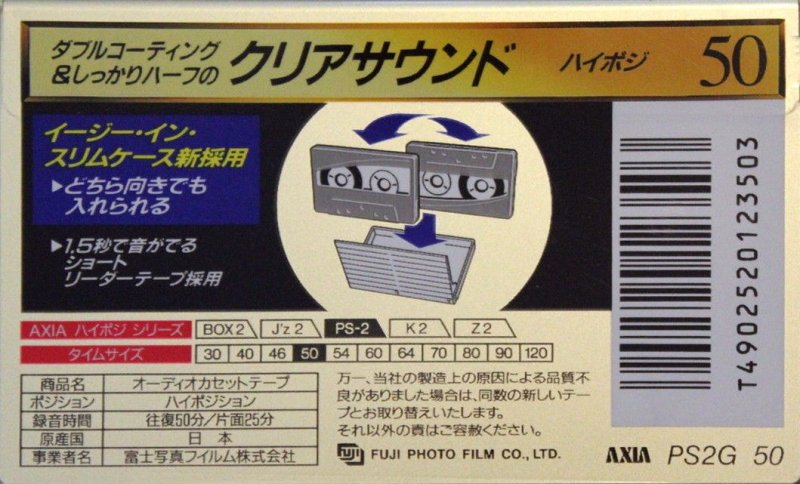 ダブルコーティング
&しっかりハーフの
クリアサウンド ハイポジ 50
イージー・イン・
スリムケース新採用
▶どちら向きでも
入れられる
▶1.5秒で音がでる
ショート
リーダーテープ採用
T4902520123503
AXIA ハイポジ シリーズ BOX2 J'z 2 PS-2 K2 Z2
タイムサイズ 30 40 46 50 54 60 64 70 80 90 120
商品名 オーディオカセットテープ
ポジション ハイポジション
録音時間 往復50分/片面25分
原産国 日本
事業者名 富士写真フイルム株式会社
万一、当社の製造上の原因による品質不
良がありました場合は、同数の新しいテー
プとお取り替えいたします。
それ以外の責はご容赦ください。
FUJI FUJI PHOTO FILM CO., LTD.
AXIA PS2G 50